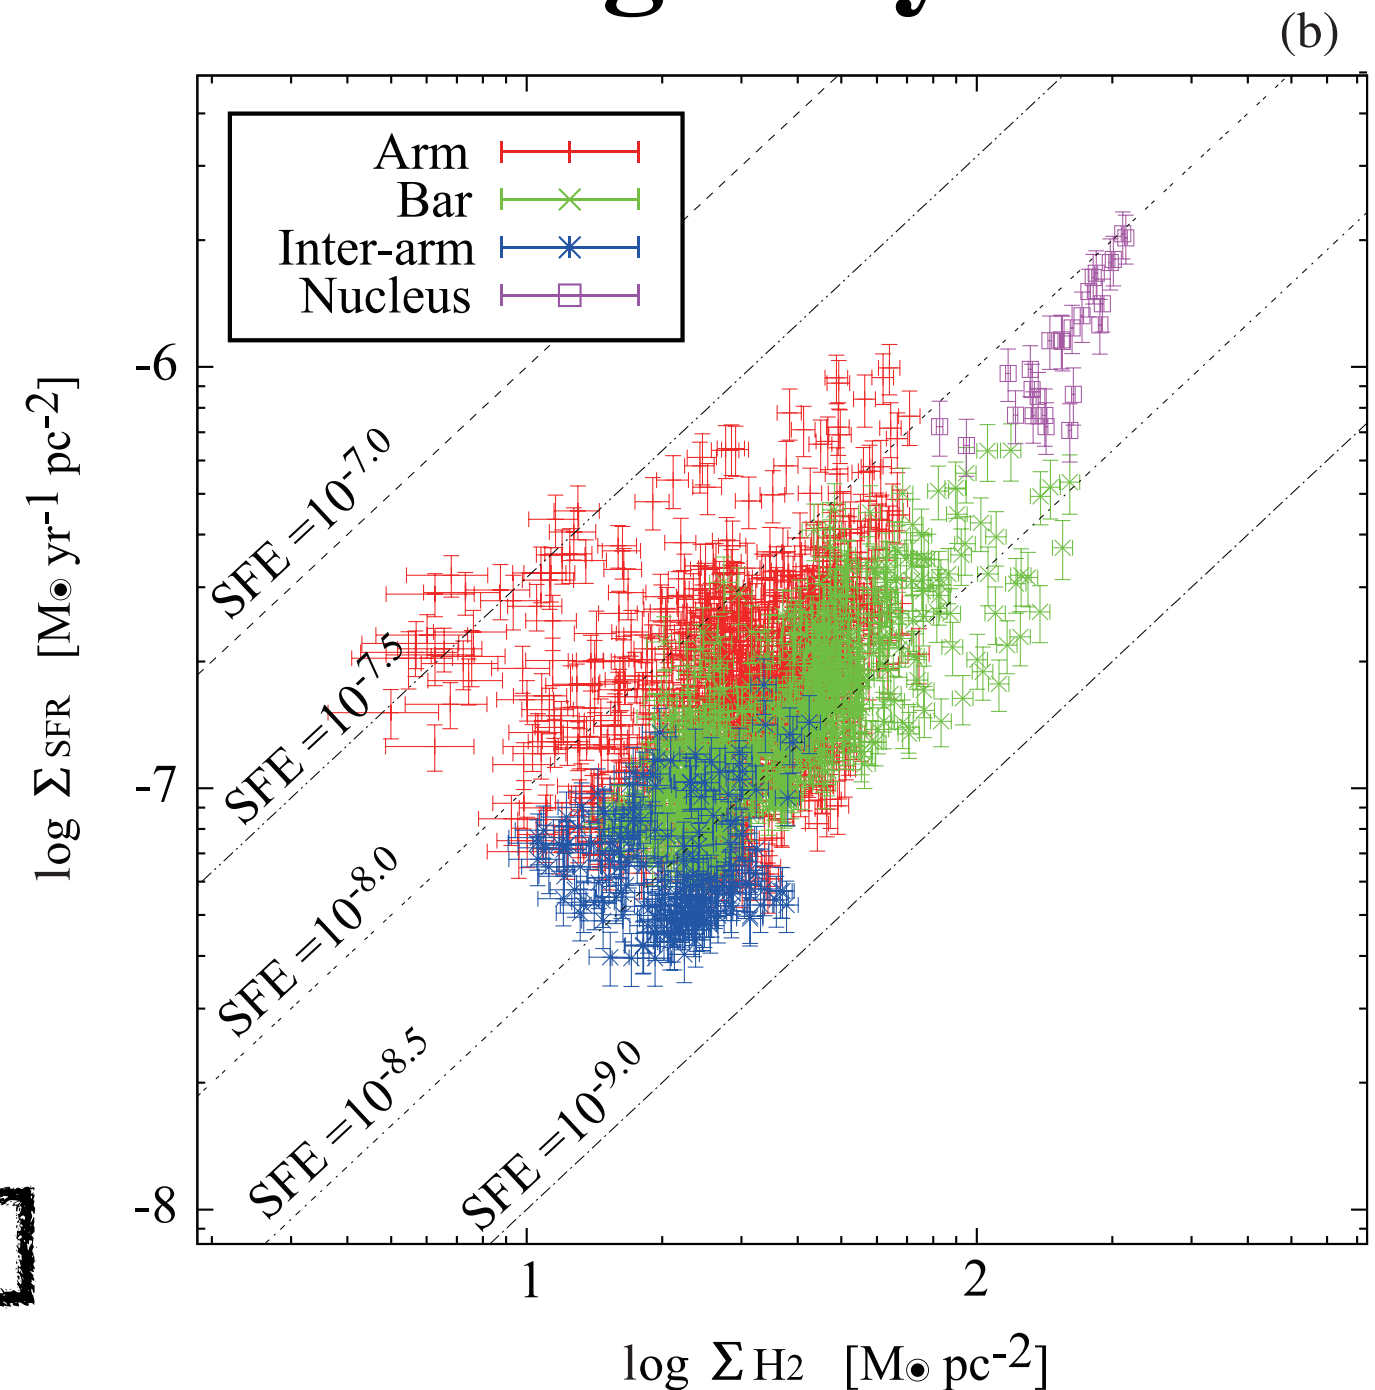 (b)
Arm
Bar
Inter-arm
Nucleus
SFE =10-7.0
SFE =10-7.5
SFE =10-8.0
SFE =10-8.5
SFE =10-9.0
-6
-7
-8
1
2
log Σ SFR [M☉ yr-1 pc-2]
log Σ H2 [M☉ pc-2]